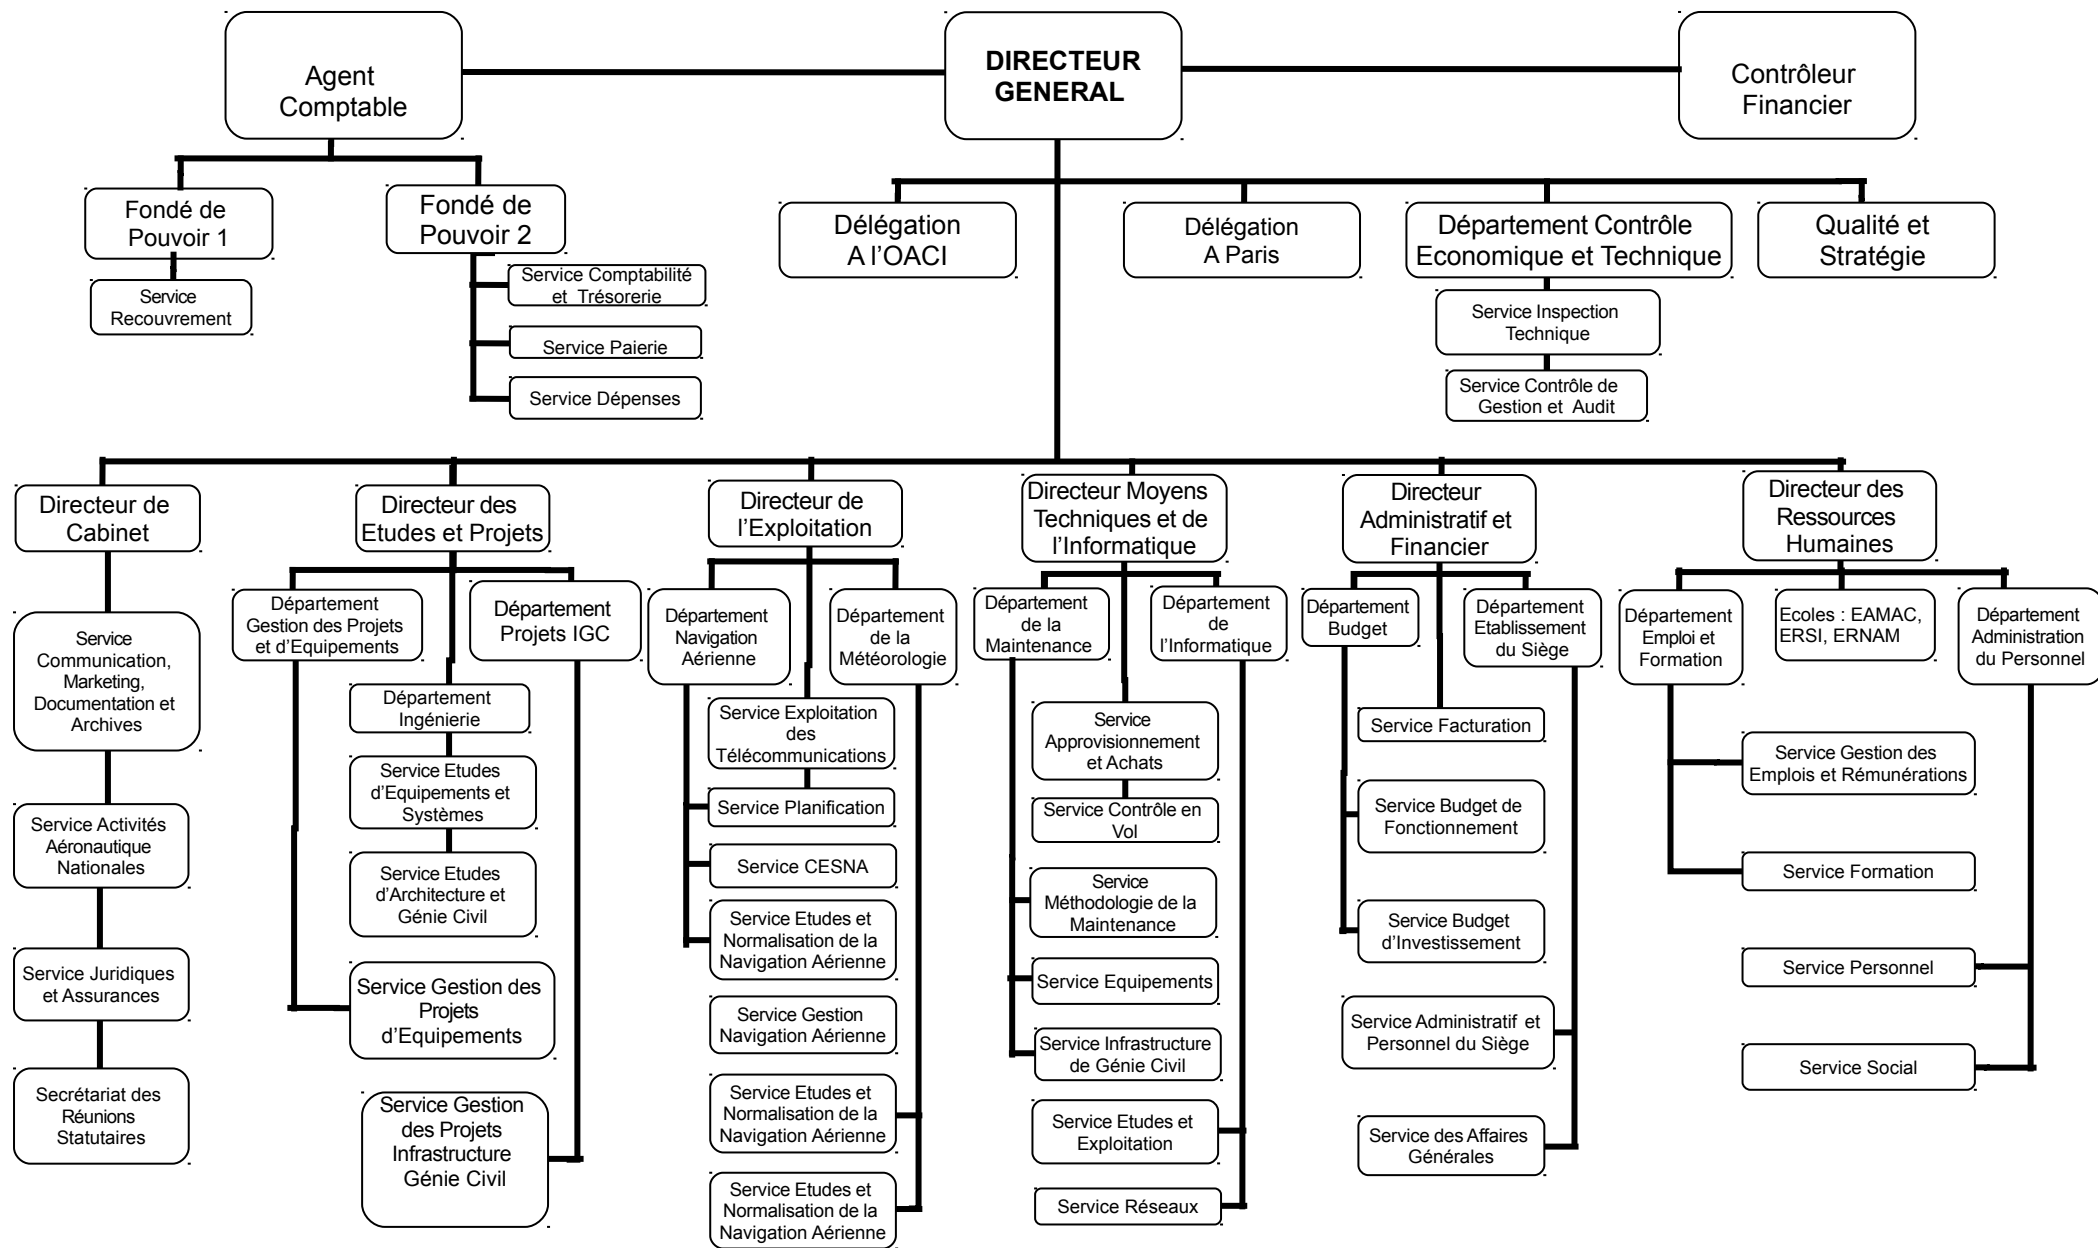 Agent
Comptable
DIRECTEUR
GENERAL
Contrôleur
Financier
Fondé de
Pouvoir 1
Fondé de
Pouvoir 2
Délégation
A l’OACI
Délégation
A Paris
Département Contrôle
Economique et Technique
Qualité et
Stratégie
Service
Recouvrement
Service Comptabilité
et Trésorerie
Service Paierie
Service Dépenses
Service Inspection
Technique
Service Contrôle de
Gestion et Audit
Directeur de
Cabinet
Directeur des
Etudes et Projets
Directeur de
l’Exploitation
Directeur Moyens
Techniques et de
l’Informatique
Directeur
Administratif et
Financier
Directeur des
Ressources
Humaines
Service
Communication,
Marketing,
Documentation et
Archives
Service Activités
Aéronautique
Nationales
Service Juridiques
et Assurances
Secrétariat des
Réunions
Statutaires
Département
Gestion des Projets
et d’Equipements
Département
Projets IGC
Département
Ingénierie
Service Etudes
d’Equipements et
Systèmes
Service Etudes
d’Architecture et
Génie Civil
Service Gestion des
Projets
d’Equipements
Service Gestion
des Projets
Infrastructure
Génie Civil
Département
Navigation
Aérienne
Département
de la
Météorologie
Service Exploitation
des
Télécommunications
Service Planification
Service CESNA
Service Etudes et
Normalisation de la
Navigation Aérienne
Service Gestion
Navigation Aérienne
Service Etudes et
Normalisation de la
Navigation Aérienne
Service Etudes et
Normalisation de la
Navigation Aérienne
Département
de la
Maintenance
Département
de
l’Informatique
Service
Approvisionnement
et Achats
Service Contrôle en
Vol
Service
Méthodologie de la
Maintenance
Service Equipements
Service Infrastructure
de Génie Civil
Service Etudes et
Exploitation
Service Réseaux
Département
Budget
Département
Etablissement
du Siège
Service Facturation
Service Budget de
Fonctionnement
Service Budget
d’Investissement
Service Administratif et
Personnel du Siège
Service des Affaires
Générales
Département
Emploi et
Formation
Ecoles : EAMAC,
ERSI, ERNAM
Département
Administration
du Personnel
Service Gestion des
Emplois et Rémunérations
Service Formation
Service Personnel
Service Social